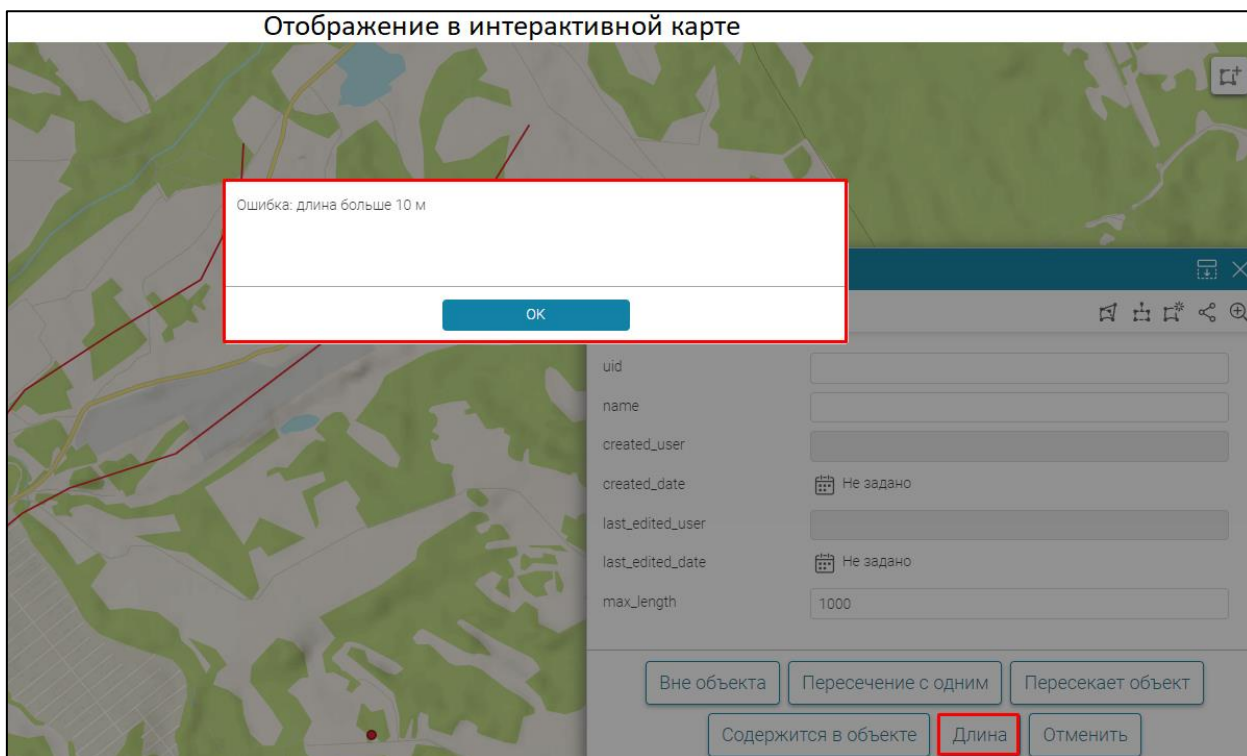 Отображение в интерактивной карте
Ошибка: длина больше 10 м
ОК
uid
name
created_user
created_date Не задано
last_edited_user
last_edited_date Не задано
max_length 1000
Вне объекта Пересечение с одним Пересекает объект
Содержится в объекте Длина Отменить